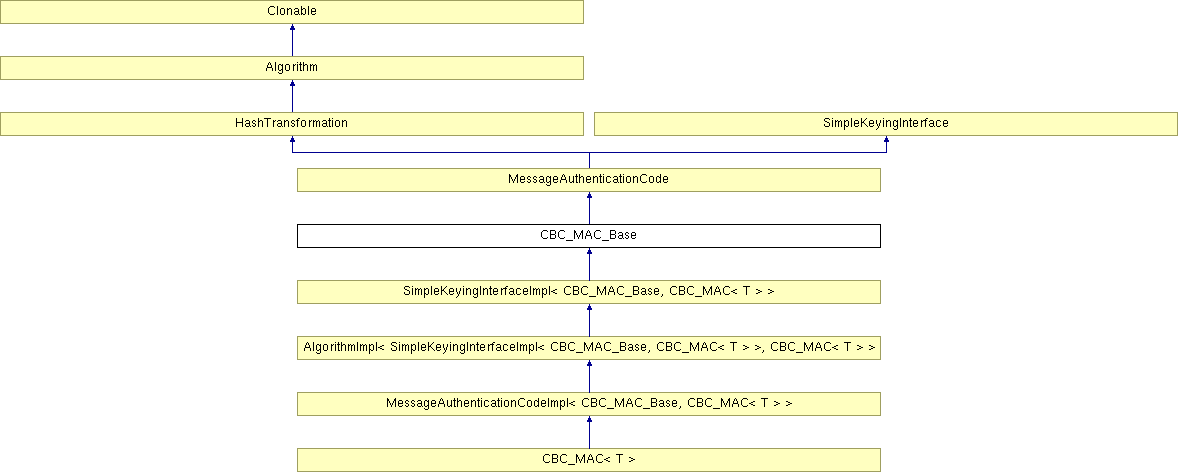 Clonable
Algorithm
HashTransformation
SimpleKeyingInterface
MessageAuthenticationCode
CBC_MAC_Base
SimpleKeyingInterfaceImpl< CBC_MAC_Base, CBC_MAC< T > >
AlgorithmImpl< SimpleKeyingInterfaceImpl< CBC_MAC_Base, CBC_MAC< T > >, CBC_MAC< T > >
MessageAuthenticationCodeImpl< CBC_MAC_Base, CBC_MAC< T > >
CBC_MAC< T >